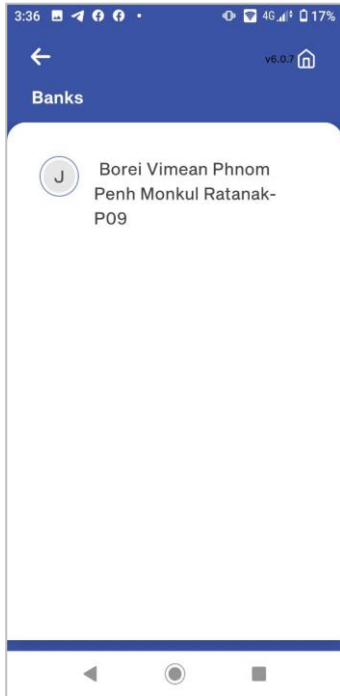 3:36 4G 17%
v6.0.7
Banks
J
Borei Vimean Phnom
Penh Monkul Ratanak-
P09